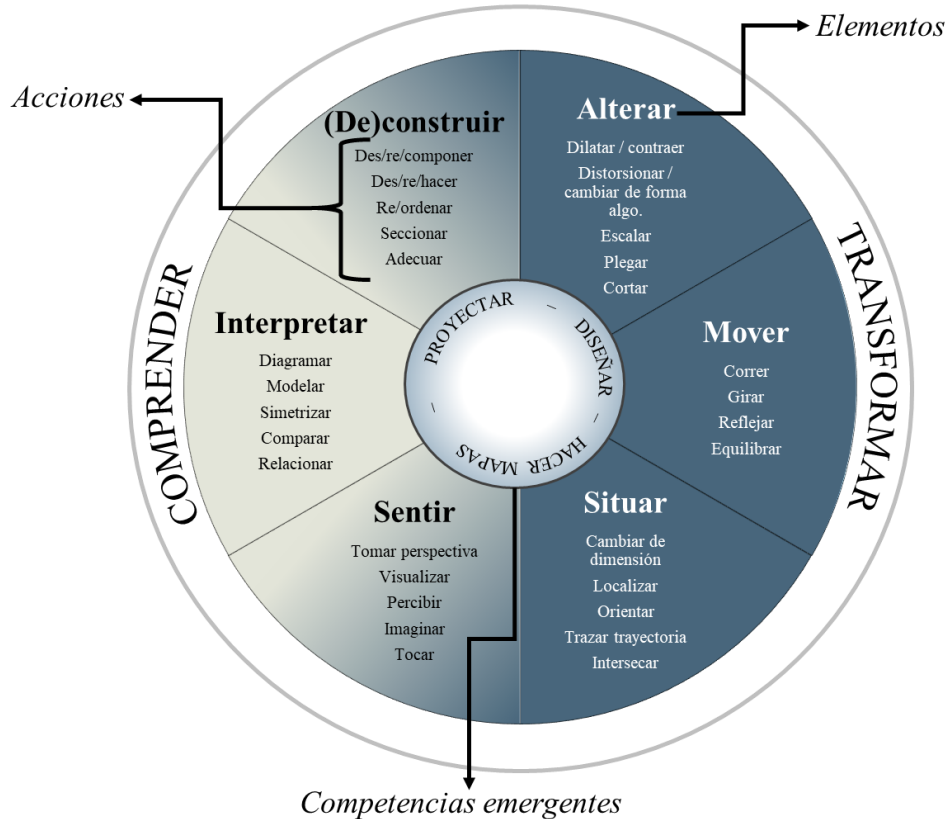 Elementos
Acciones
(De)construir
Des/re/componer
Des/re/hacer
Re/ordenar
Seccionar
Adecuar
Alterar
Dilatar / contraer
Distorsionar /
cambiar de forma
algo.
Escalar
Plegar
Cortar
COMPRENDER
TRANSFORMAR
Interpretar
Diagramar
Modelar
Simetrizar
Comparar
Relacionar
PROYECTAR – DISEÑAR – HACER MAPAS –
Mover
Correr
Girar
Reflejar
Equilibrar
Sentir
Tomar perspectiva
Visualizar
Percibir
Imaginar
Tocar
Situar
Cambiar de
dimensión
Localizar
Orientar
Trazar trayectoria
Intersecar
Competencias emergentes